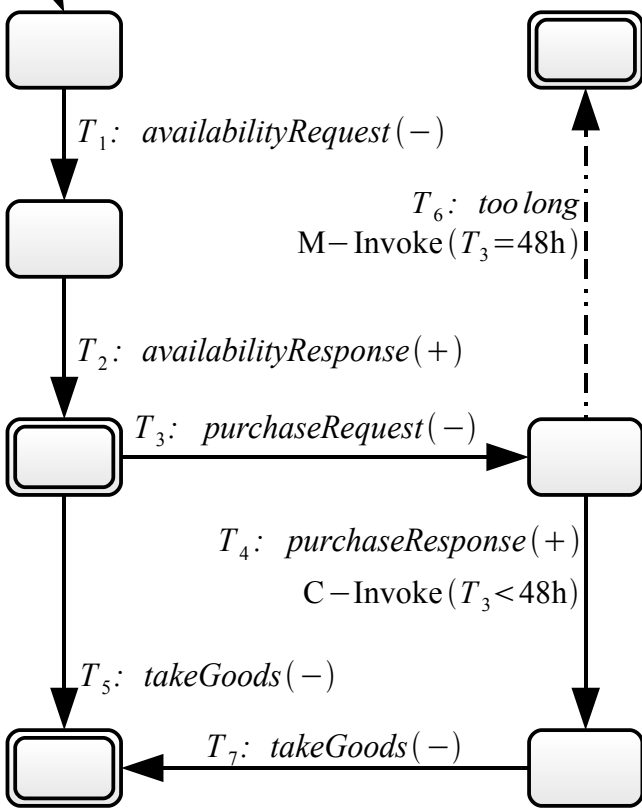 T₁: availabilityRequest(−)
T₆: too long
M−Invoke(T₃=48h)
T₂: availabilityResponse(+)
T₃: purchaseRequest(−)
T₄: purchaseResponse(+)
C−Invoke(T₃<48h)
T₅: takeGoods(−)
T₇: takeGoods(−)